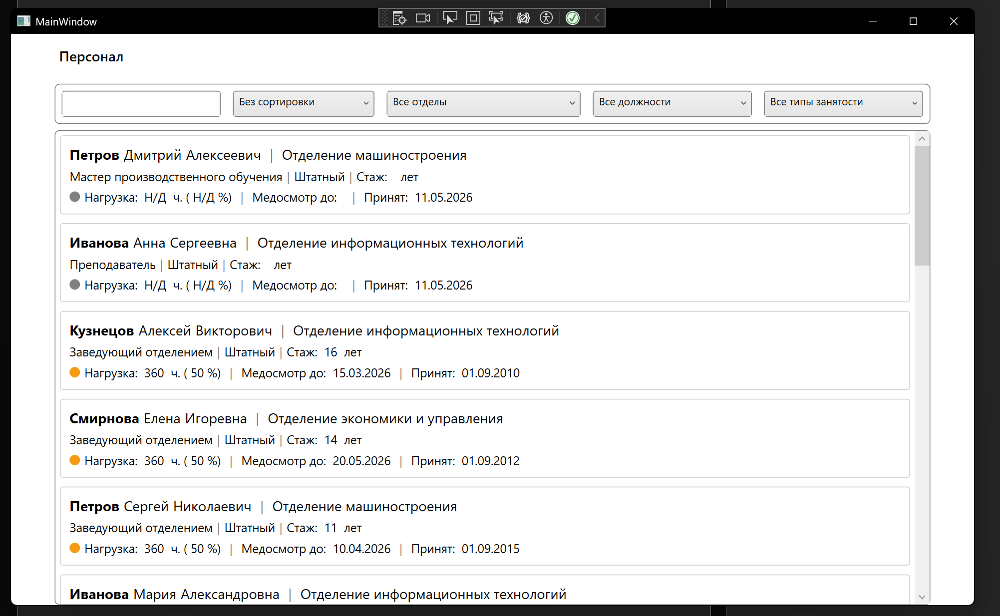 MainWindow
Персонал
Без сортировки Все отделы Все должности Все типы занятости
Петров Дмитрий Алексеевич | Отделение машиностроения
Мастер производственного обучения | Штатный | Стаж: лет
Нагрузка: Н/Д ч. ( Н/Д %) | Медосмотр до: | Принят: 11.05.2026
Иванова Анна Сергеевна | Отделение информационных технологий
Преподаватель | Штатный | Стаж: лет
Нагрузка: Н/Д ч. ( Н/Д %) | Медосмотр до: | Принят: 11.05.2026
Кузнецов Алексей Викторович | Отделение информационных технологий
Заведующий отделением | Штатный | Стаж: 16 лет
Нагрузка: 360 ч. ( 50 %) | Медосмотр до: 15.03.2026 | Принят: 01.09.2010
Смирнова Елена Игоревна | Отделение экономики и управления
Заведующий отделением | Штатный | Стаж: 14 лет
Нагрузка: 360 ч. ( 50 %) | Медосмотр до: 20.05.2026 | Принят: 01.09.2012
Петров Сергей Николаевич | Отделение машиностроения
Заведующий отделением | Штатный | Стаж: 11 лет
Нагрузка: 360 ч. ( 50 %) | Медосмотр до: 10.04.2026 | Принят: 01.09.2015
Иванова Мария Александровна | Отделение информационных технологий